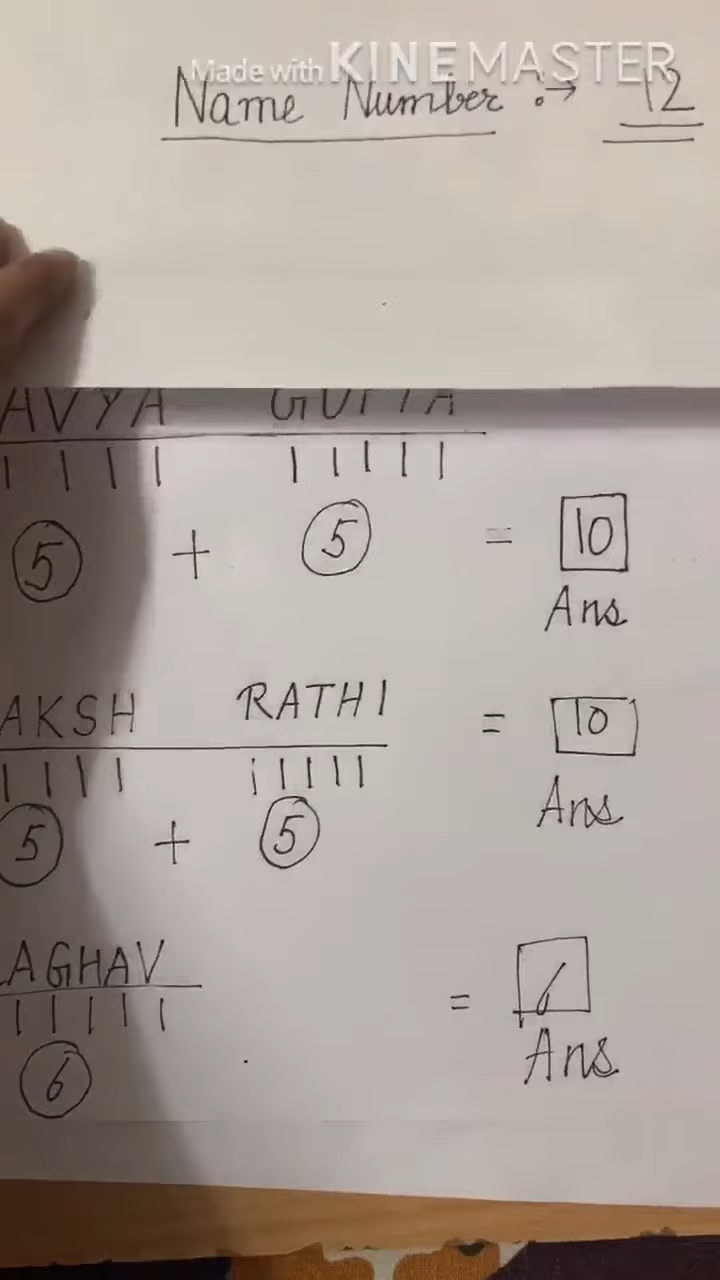 Made with KINEMASTER
Name Number :→ 12
AVYA GUPTA
5 + 5 = 10
Ans
AKSH RATHI = 10
5 + 5 Ans
AGHAV = 6
6 Ans